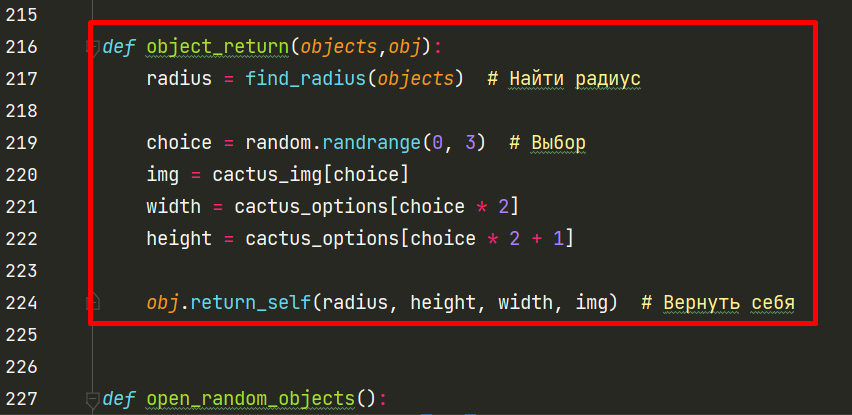 215
216 def object_return(objects,obj):
217 radius = find_radius(objects)  # Найти радиус
218
219 choice = random.randrange(0, 3)  # Выбор
220 img = cactus_img[choice]
221 width = cactus_options[choice * 2]
222 height = cactus_options[choice * 2 + 1]
223
224 obj.return_self(radius, height, width, img)  # Вернуть себя
225
226
227 def open_random_objects():